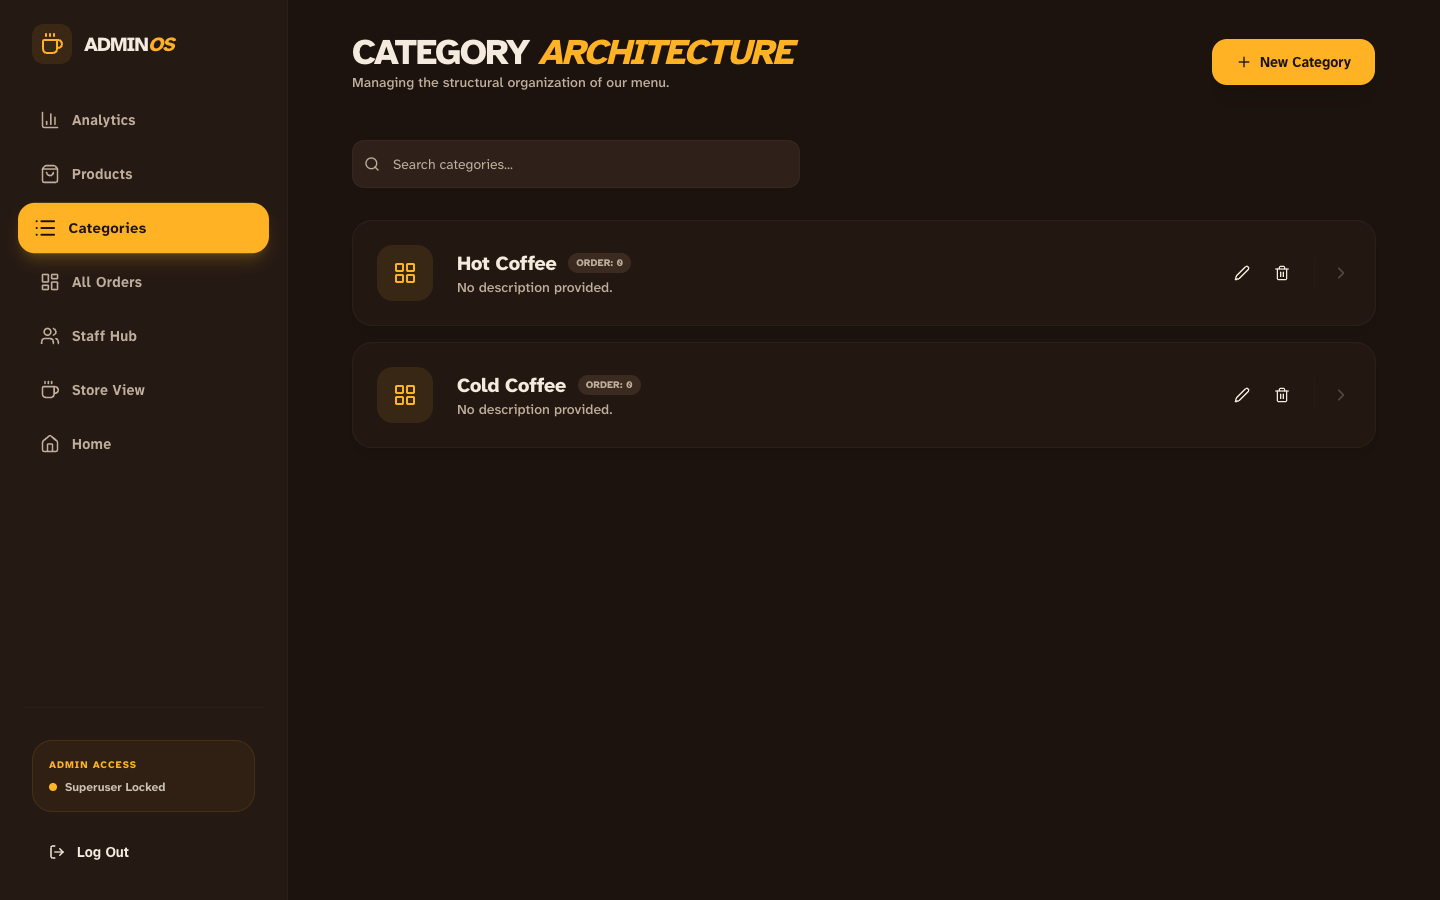 ADMINOS
Analytics
Products
Categories
All Orders
Staff Hub
Store View
Home
ADMIN ACCESS
Superuser Locked
Log Out
CATEGORY ARCHITECTURE
Managing the structural organization of our menu.
New Category
Search categories...
Hot Coffee ORDER: 0
No description provided.
Cold Coffee ORDER: 0
No description provided.